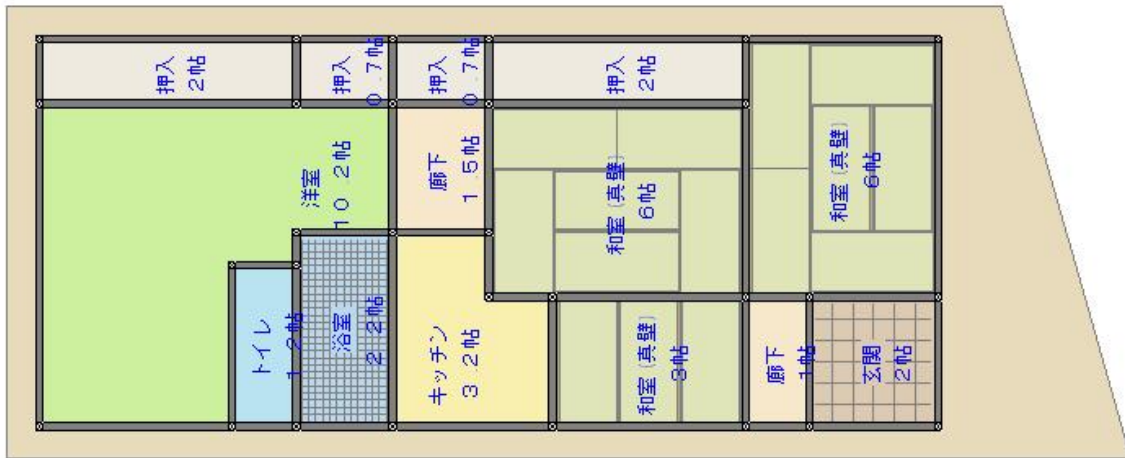 押入
2帖
押入
0.7帖
押入
0.7帖
押入
2帖
洋室
10.2帖
廊下
1.5帖
和室(真壁)
6帖
和室(真壁)
6帖
トイレ
1.2帖
浴室
2.2帖
キッチン
3.2帖
和室(真壁)
3帖
廊下
1帖
玄関
2帖